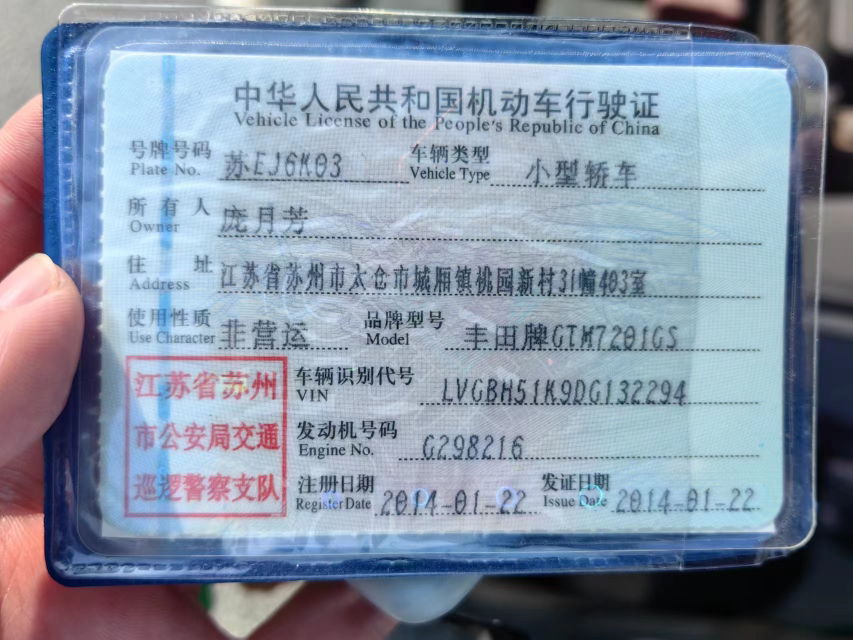 中华人民共和国机动车行驶证
Vehicle License of the People's Republic of China
号牌号码 苏EJ6K03 车辆类型 小型轿车
Plate No. Vehicle Type
所有人 庞月芳
Owner
住址 江苏省苏州市太仓市城厢镇桃园新村31幢403室
Address
使用性质 非营运 品牌型号 丰田牌GTM7201GS
Use Character Model
江苏省苏州
市公安局交通
巡逻警察支队
车辆识别代号 LVGBH51K9DG132294
VIN
发动机号码 G298216
Engine No.
注册日期 2014-01-22 发证日期 2014-01-22
Register Date Issue Date